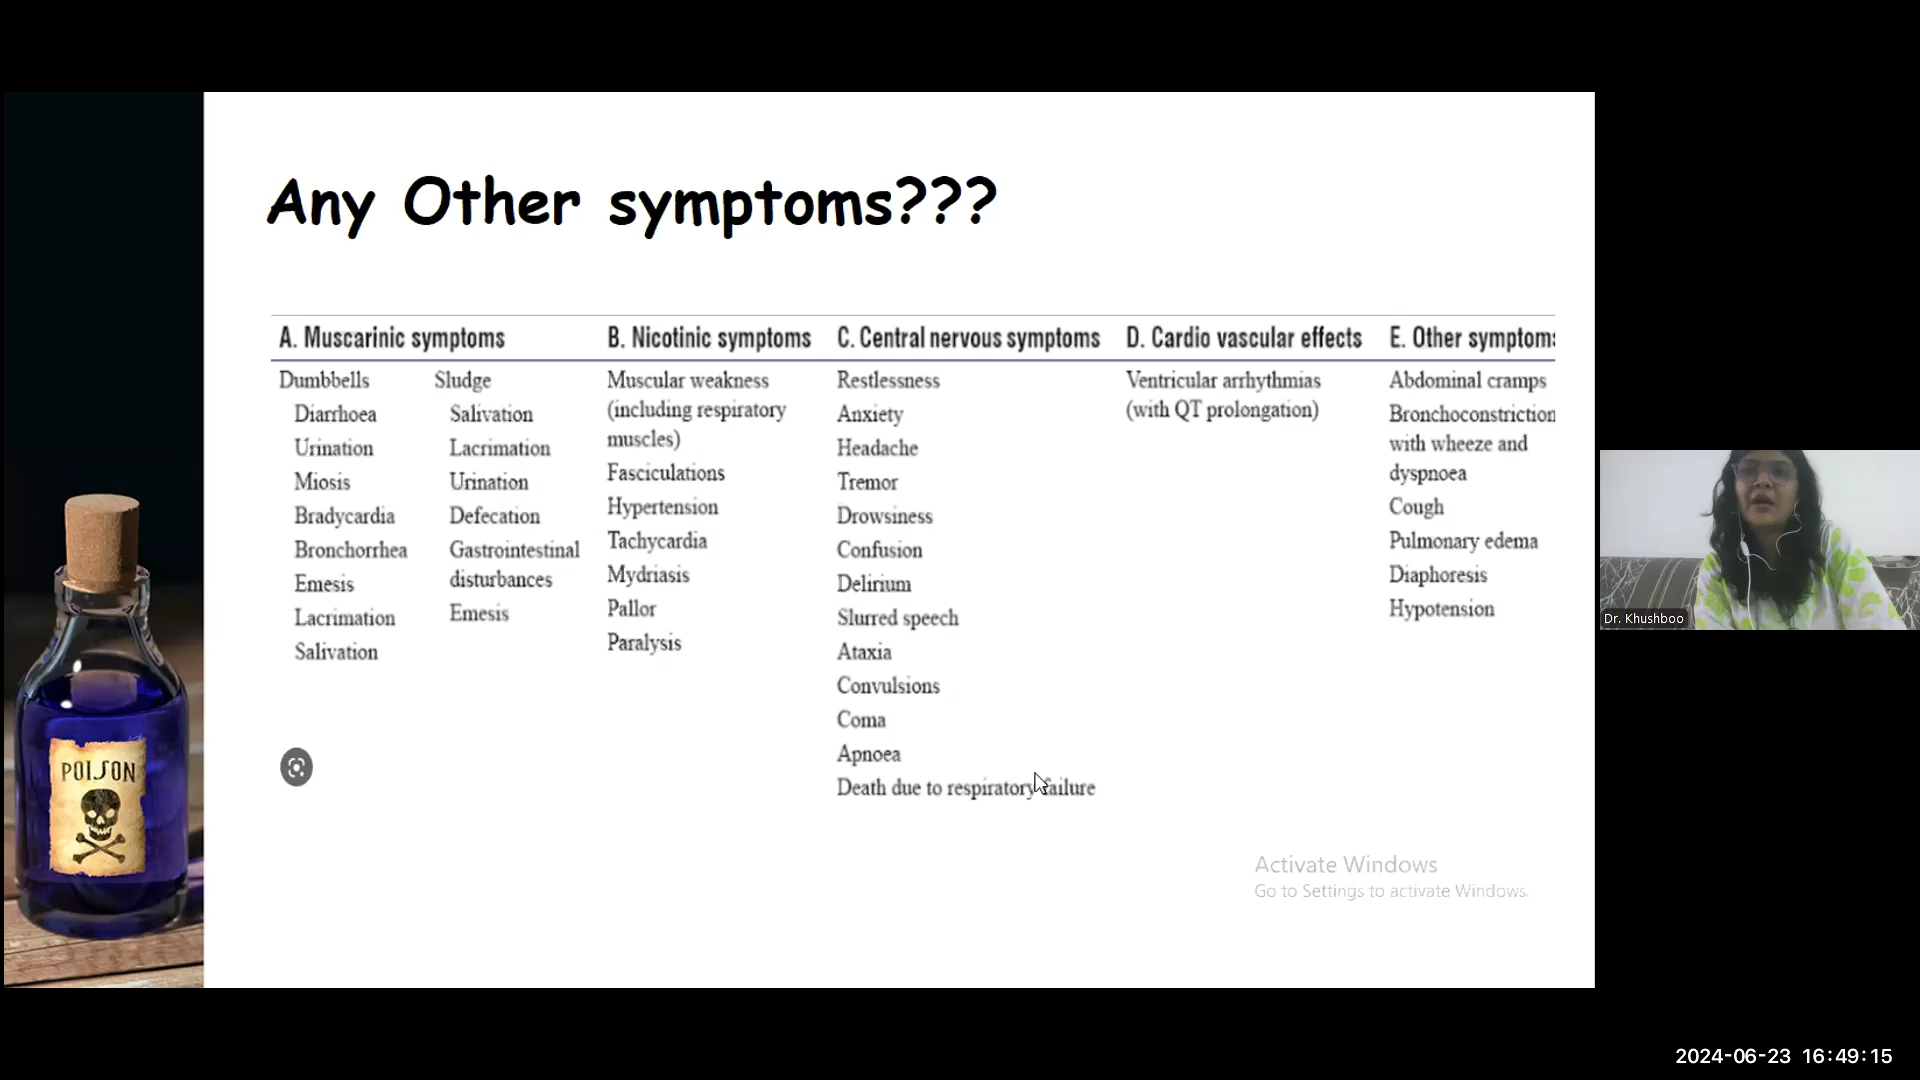 Any Other symptoms???
A. Muscarinic symptoms
Dumbbells
Diarrhoea
Urination
Miosis
Bradycardia
Bronchorrhea
Emesis
Lacrimation
Salivation
Sludge
Salivation
Lacrimation
Urination
Defecation
Gastrointestinal
disturbances
Emesis
B. Nicotinic symptoms
Muscular weakness
(including respiratory
muscles)
Fasciculations
Hypertension
Tachycardia
Mydriasis
Pallor
Paralysis
C. Central nervous symptoms
Restlessness
Anxiety
Headache
Tremor
Drowsiness
Confusion
Delirium
Slurred speech
Ataxia
Convulsions
Coma
Apnoea
Death due to respiratory failure
D. Cardio vascular effects
Ventricular arrhythmias
(with QT prolongation)
E. Other symptom
Abdominal cramps
Bronchoconstriction
with wheeze and
dyspnoea
Cough
Pulmonary edema
Diaphoresis
Hypotension
POISON
Activate Windows
Go to Settings to activate Windows.
Dr. Khushboo
2024-06-23 16:49:15